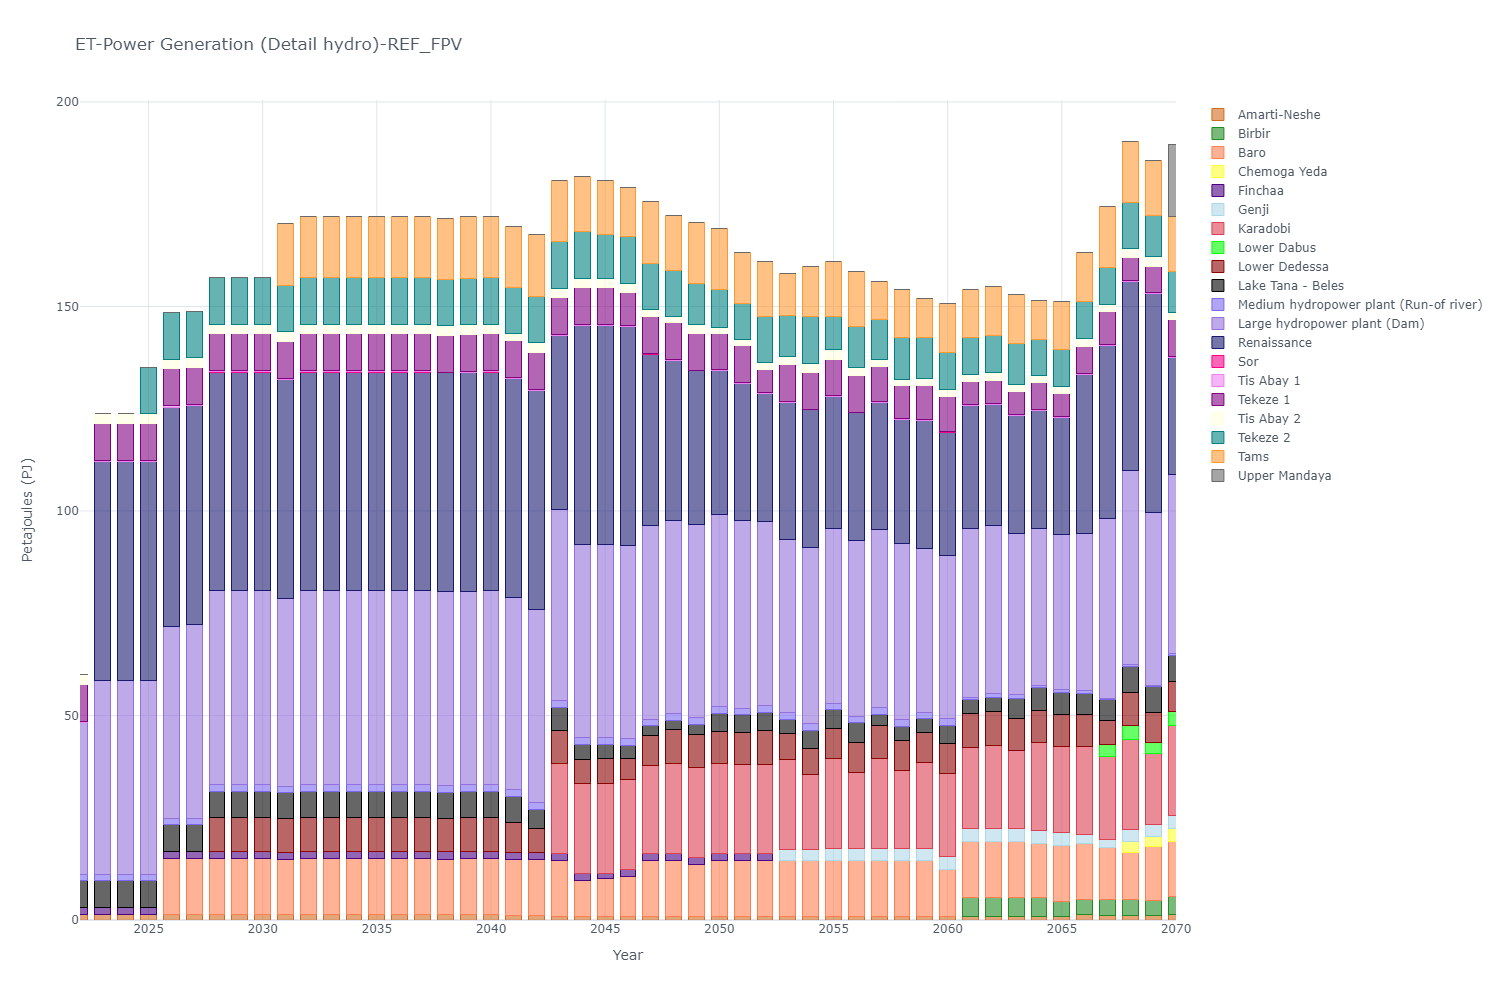 ET-Power Generation (Detail hydro)-REF_FPV
200
150
100
50
0
Petajoules (PJ)
2025
2030
2035
2040
2045
2050
2055
2060
2065
2070
Year
Amarti-Neshe
Birbir
Baro
Chemoga Yeda
Finchaa
Genji
Karadobi
Lower Dabus
Lower Dedessa
Lake Tana - Beles
Medium hydropower plant (Run-of river)
Large hydropower plant (Dam)
Renaissance
Sor
Tis Abay 1
Tekeze 1
Tis Abay 2
Tekeze 2
Tams
Upper Mandaya